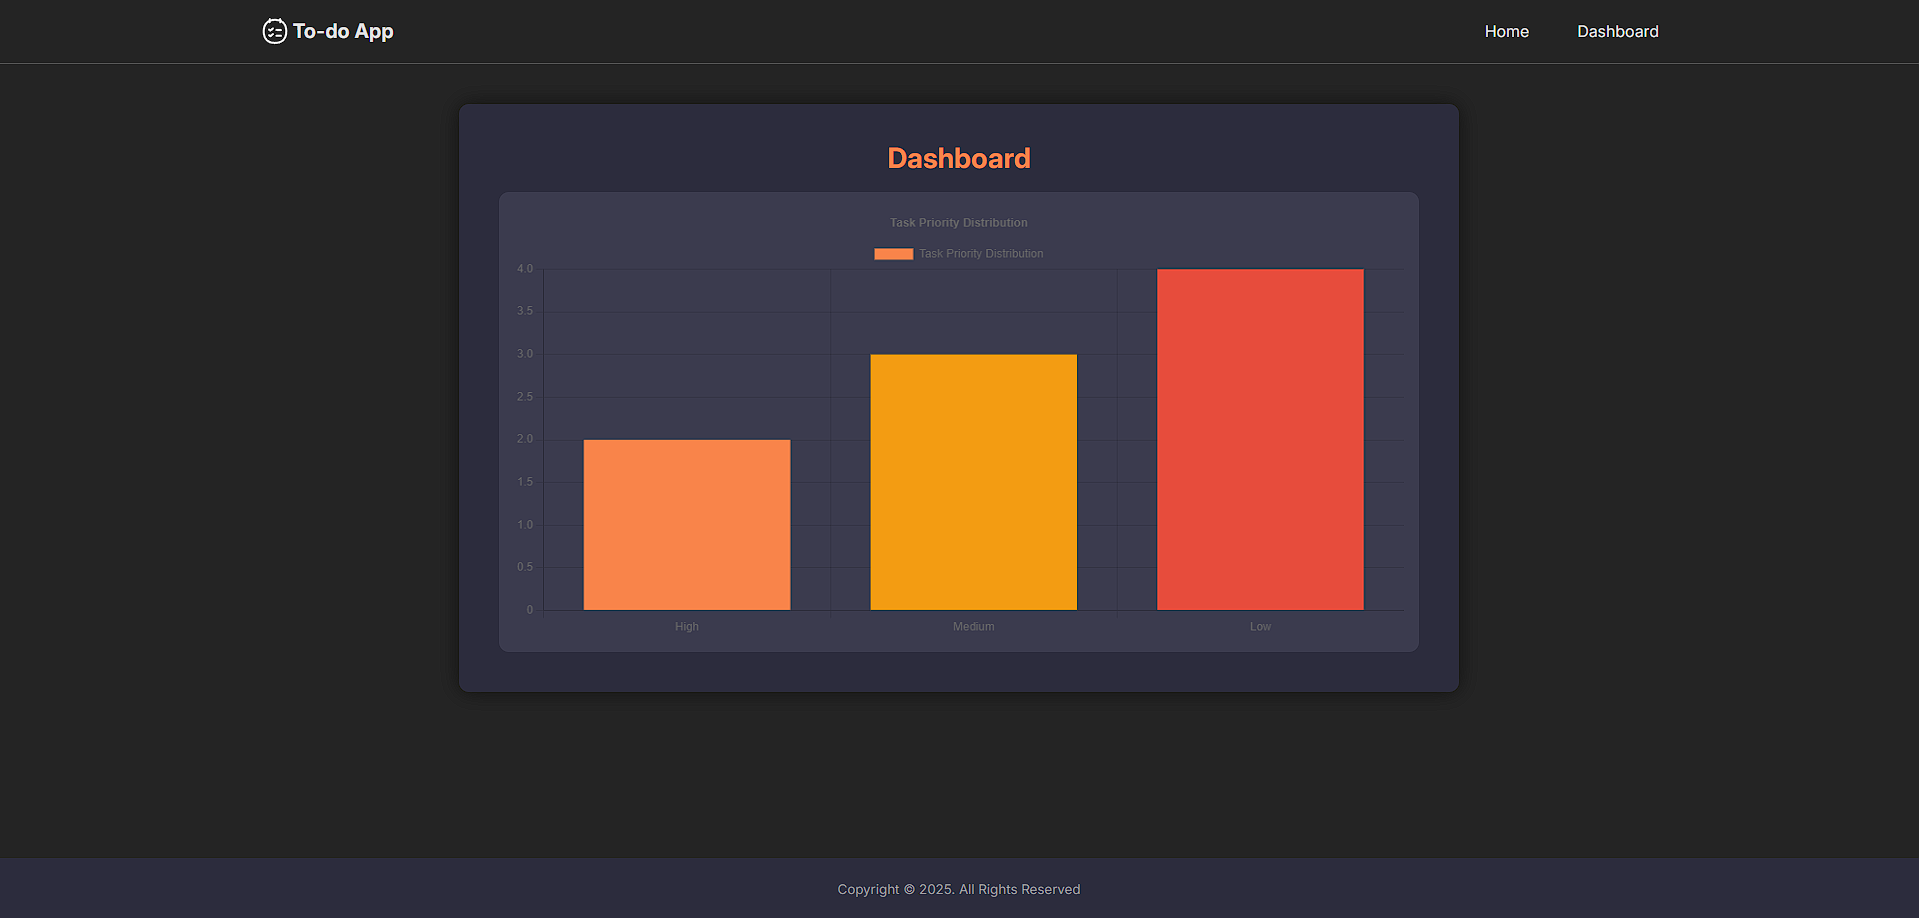 To-do App
Home
Dashboard
Dashboard
Task Priority Distribution
Task Priority Distribution
4.0
3.5
3.0
2.5
2.0
1.5
1.0
0.5
0
High
Medium
Low
Copyright © 2025. All Rights Reserved